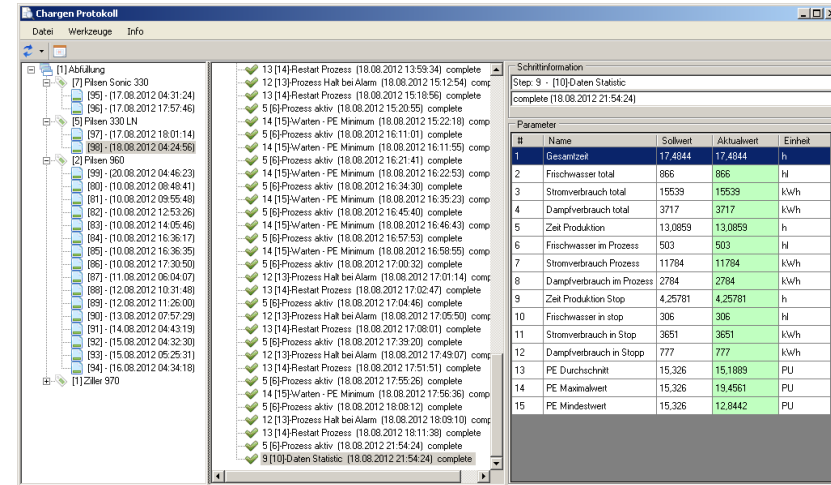 Chargen Protokoll
Datei Werkzeuge Info
[1] Abfüllung
[7] Pilsen Sonic 330
[95] - (17.08.2012 04:31:24)
[96] - (17.08.2012 17:57:46)
[5] Pilsen 330 LN
[97] - (17.08.2012 18:01:14)
[98] - (18.08.2012 04:24:56)
[2] Pilsen 960
[99] - (20.08.2012 04:46:23)
[80] - (10.08.2012 08:48:41)
[81] - (10.08.2012 09:55:48)
[82] - (10.08.2012 12:53:26)
[83] - (10.08.2012 14:05:46)
[84] - (10.08.2012 16:36:17)
[85] - (10.08.2012 16:36:35)
[86] - (10.08.2012 17:30:50)
[87] - (11.08.2012 06:04:07)
[88] - (12.08.2012 10:31:48)
[89] - (12.08.2012 11:26:00)
[90] - (13.08.2012 07:57:29)
[91] - (14.08.2012 04:43:19)
[92] - (15.08.2012 04:32:30)
[93] - (15.08.2012 05:25:31)
[94] - (16.08.2012 04:34:18)
[1] Ziller 970
13 [14]-Restart Prozess (18.08.2012 13:59:34) complete
12 [13]-Prozess Halt bei Alarm (18.08.2012 15:12:54) comp
13 [14]-Restart Prozess (18.08.2012 15:18:56) complete
5 [6]-Prozess aktiv (18.08.2012 15:20:55) complete
14 [15]-Warten - PE Minimum (18.08.2012 15:22:18) comp
5 [6]-Prozess aktiv (18.08.2012 16:11:01) complete
14 [15]-Warten - PE Minimum (18.08.2012 16:11:55) comp
5 [6]-Prozess aktiv (18.08.2012 16:21:41) complete
14 [15]-Warten - PE Minimum (18.08.2012 16:22:53) comp
5 [6]-Prozess aktiv (18.08.2012 16:34:30) complete
14 [15]-Warten - PE Minimum (18.08.2012 16:35:23) comp
5 [6]-Prozess aktiv (18.08.2012 16:45:40) complete
14 [15]-Warten - PE Minimum (18.08.2012 16:46:43) comp
5 [6]-Prozess aktiv (18.08.2012 16:57:53) complete
14 [15]-Warten - PE Minimum (18.08.2012 16:58:55) comp
5 [6]-Prozess aktiv (18.08.2012 17:00:32) complete
12 [13]-Prozess Halt bei Alarm (18.08.2012 17:01:14) comp
13 [14]-Restart Prozess (18.08.2012 17:02:47) complete
5 [6]-Prozess aktiv (18.08.2012 17:04:46) complete
12 [13]-Prozess Halt bei Alarm (18.08.2012 17:05:50) comp
13 [14]-Restart Prozess (18.08.2012 17:08:01) complete
5 [6]-Prozess aktiv (18.08.2012 17:39:20) complete
12 [13]-Prozess Halt bei Alarm (18.08.2012 17:49:07) comp
13 [14]-Restart Prozess (18.08.2012 17:51:51) complete
5 [6]-Prozess aktiv (18.08.2012 17:55:26) complete
14 [15]-Warten - PE Minimum (18.08.2012 17:56:36) comp
5 [6]-Prozess aktiv (18.08.2012 18:08:12) complete
12 [13]-Prozess Halt bei Alarm (18.08.2012 18:09:10) comp
13 [14]-Restart Prozess (18.08.2012 18:11:38) complete
5 [6]-Prozess aktiv (18.08.2012 21:54:24) complete
9 [10]-Daten Statistic (18.08.2012 21:54:24) complete
Schrittinformation
Step: 9 - [10]-Daten Statistic
complete (18.08.2012 21:54:24)
Parameter
# Name Sollwert Aktualwert Einheit
1 Gesamtzeit 17,4844 17,4844 h
2 Frischwasser total 866 866 hl
3 Stromverbrauch total 15539 15539 kWh
4 Dampfverbrauch total 3717 3717 kWh
5 Zeit Produktion 13,0859 13,0859 h
6 Frischwasser im Prozess 503 503 hl
7 Stromverbrauch Prozess 11784 11784 kWh
8 Dampfverbrauch im Prozess 2784 2784 kWh
9 Zeit Produktion Stop 4,25781 4,25781 h
10 Frischwasser in stop 306 306 hl
11 Stromverbrauch in Stop 3651 3651 kWh
12 Dampfverbrauch in Stopp 777 777 kWh
13 PE Durchschnitt 15,326 15,1889 PU
14 PE Maximalwert 15,326 19,4561 PU
15 PE Mindestwert 15,326 12,8442 PU